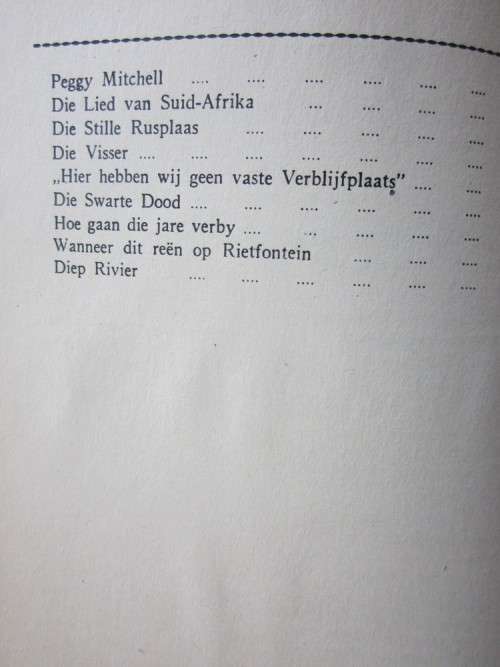 Peggy Mitchell .... .... .... .... .... ....
Die Lied van Suid-Afrika ... .... .... ....
Die Stille Rusplaas .... .... .... .... ....
Die Visser .... .... .... .... .... .... ....
„Hier hebben wij geen vaste Verblijfplaats” .... ....
Die Swarte Dood .... .... .... .... .... ....
Hoe gaan die jare verby .... .. .... .... ....
Wanneer dit reën op Rietfontein .... .... ....
Diep Rivier .... .... .... .... .... ....